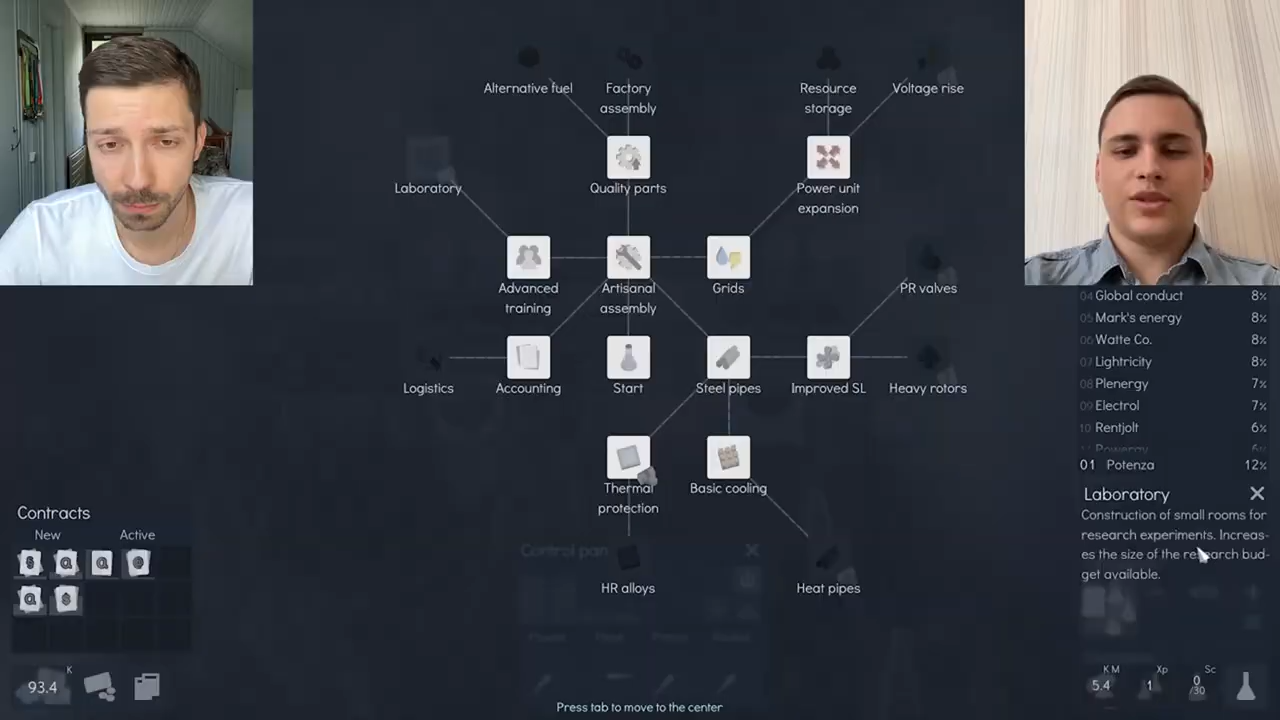 Alternative fuel
Factory
assembly
Resource
storage
Voltage rise
Laboratory
Quality parts
Power unit
expansion
Advanced
training
Artisanal
assembly
Grids
PR valves
Logistics
Accounting
Start
Steel pipes
Improved SL
Heavy rotors
Thermal
protection
Basic cooling
HR alloys
Heat pipes
Control pan
Press tab to move to the center
Contracts
New Active
93.4 K
04 Global conduct 8%
05 Mark's energy 8%
06 Watte Co. 8%
07 Lightricity 8%
08 Plenergy 7%
09 Electrol 7%
10 Rentjolt 6%
01 Potenza 12%
Laboratory
Construction of small rooms for
research experiments. Increas-
es the size of the research bud-
get available.
KM Xp Sc
5.4 1 0
/30